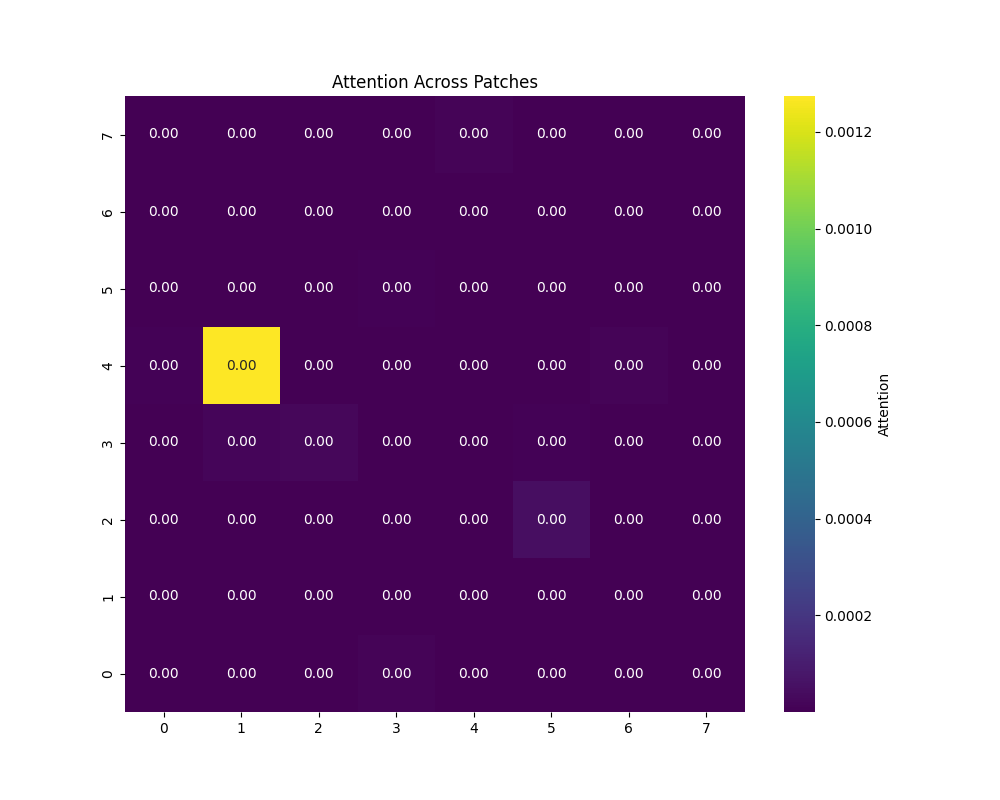 Attention Across Patches
7 0.00 0.00 0.00 0.00 0.00 0.00 0.00 0.00
6 0.00 0.00 0.00 0.00 0.00 0.00 0.00 0.00
5 0.00 0.00 0.00 0.00 0.00 0.00 0.00 0.00
4 0.00 0.00 0.00 0.00 0.00 0.00 0.00 0.00
3 0.00 0.00 0.00 0.00 0.00 0.00 0.00 0.00
2 0.00 0.00 0.00 0.00 0.00 0.00 0.00 0.00
1 0.00 0.00 0.00 0.00 0.00 0.00 0.00 0.00
0 0.00 0.00 0.00 0.00 0.00 0.00 0.00 0.00
0 1 2 3 4 5 6 7
0.0012
0.0010
0.0008
0.0006
0.0004
0.0002
Attention